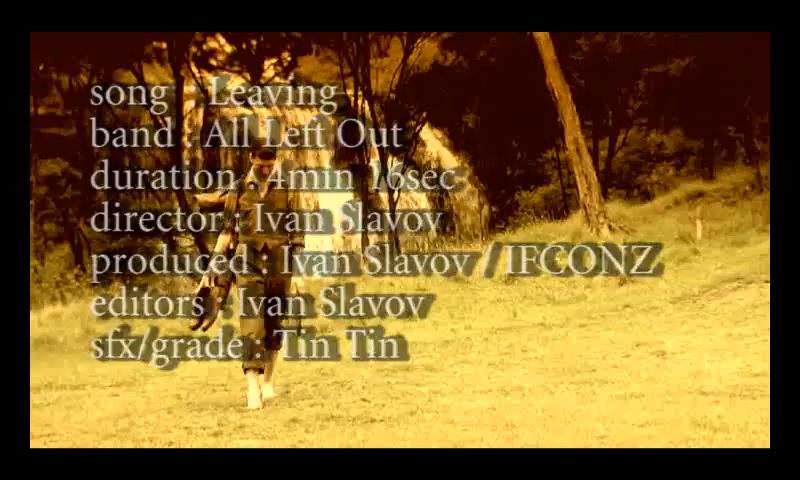 song : Leaving
band : All Left Out
duration : 4min 16sec
director : Ivan Slavov
produced : Ivan Slavov / IFCONZ
editors : Ivan Slavov
sfx/grade : Tin Tin